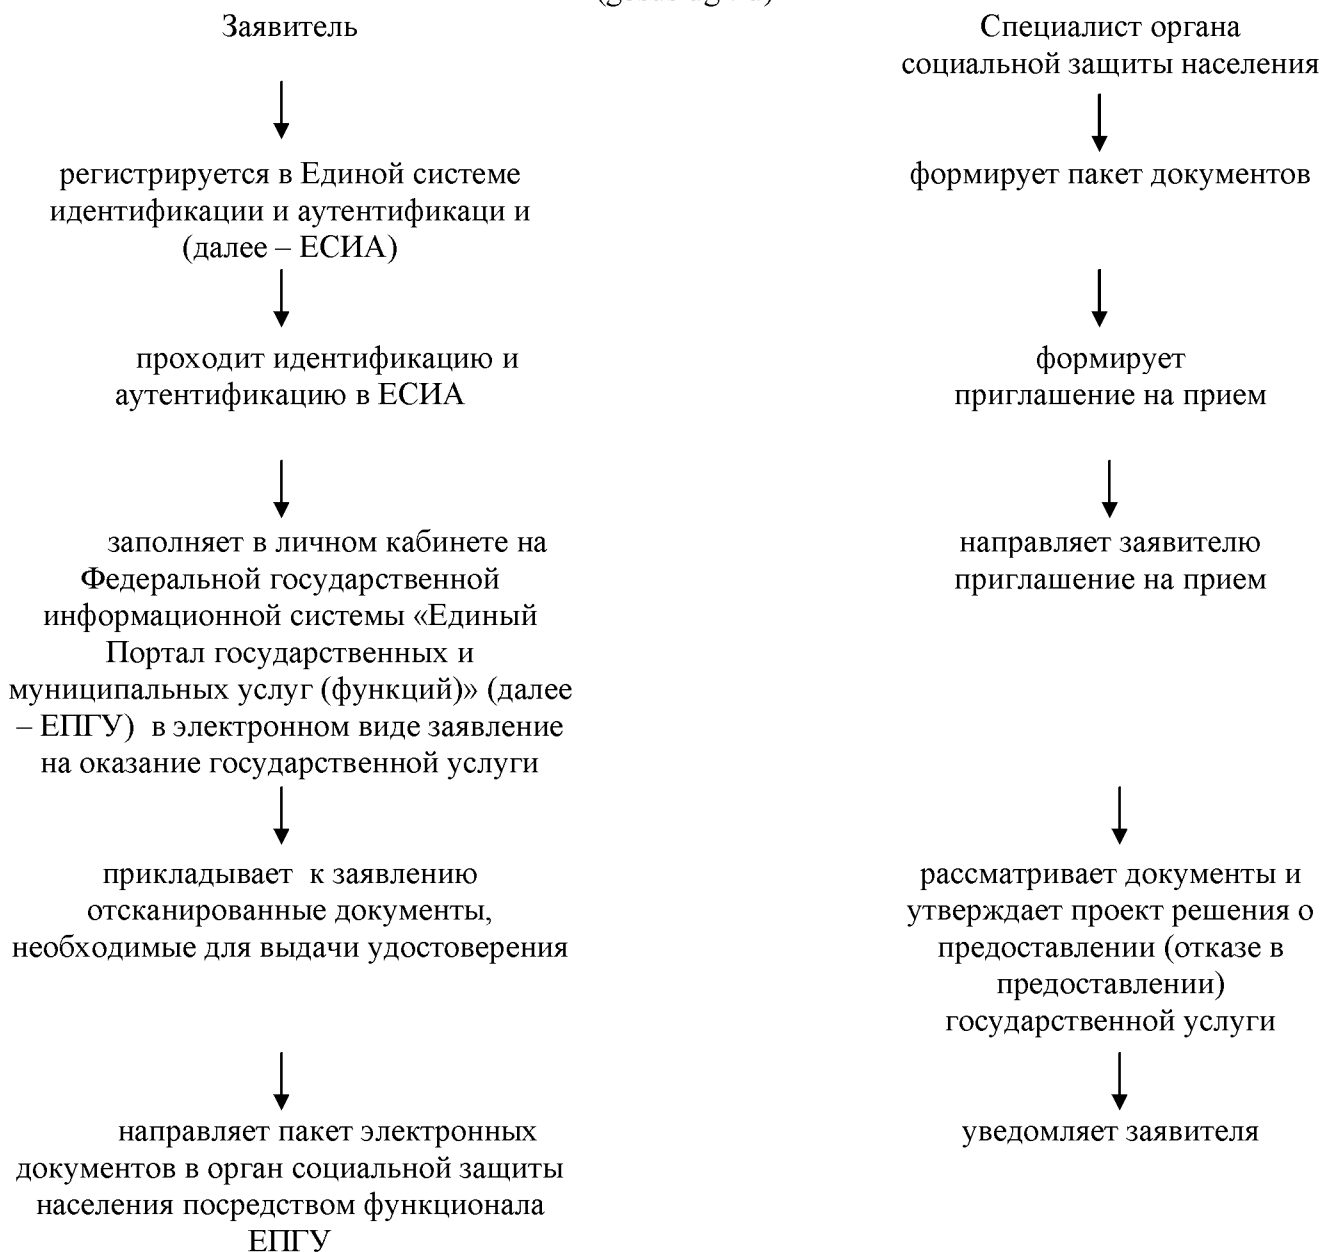 Заявитель
регистрируется в Единой системе
идентификации и аутентификаци и
(далее – ЕСИА)
проходит идентификацию и
аутентификацию в ЕСИА
заполняет в личном кабинете на
Федеральной государственной
информационной системы «Единый
Портал государственных и
муниципальных услуг (функций)» (далее
– ЕПГУ) в электронном виде заявление
на оказание государственной услуги
прикладывает к заявлению
отсканированные документы,
необходимые для выдачи удостоверения
направляет пакет электронных
документов в орган социальной защиты
населения посредством функционала
ЕПГУ
Специалист органа
социальной защиты населения
формирует пакет документов
формирует
приглашение на прием
направляет заявителю
приглашение на прием
рассматривает документы и
утверждает проект решения о
предоставлении (отказе в
предоставлении)
государственной услуги
уведомляет заявителя